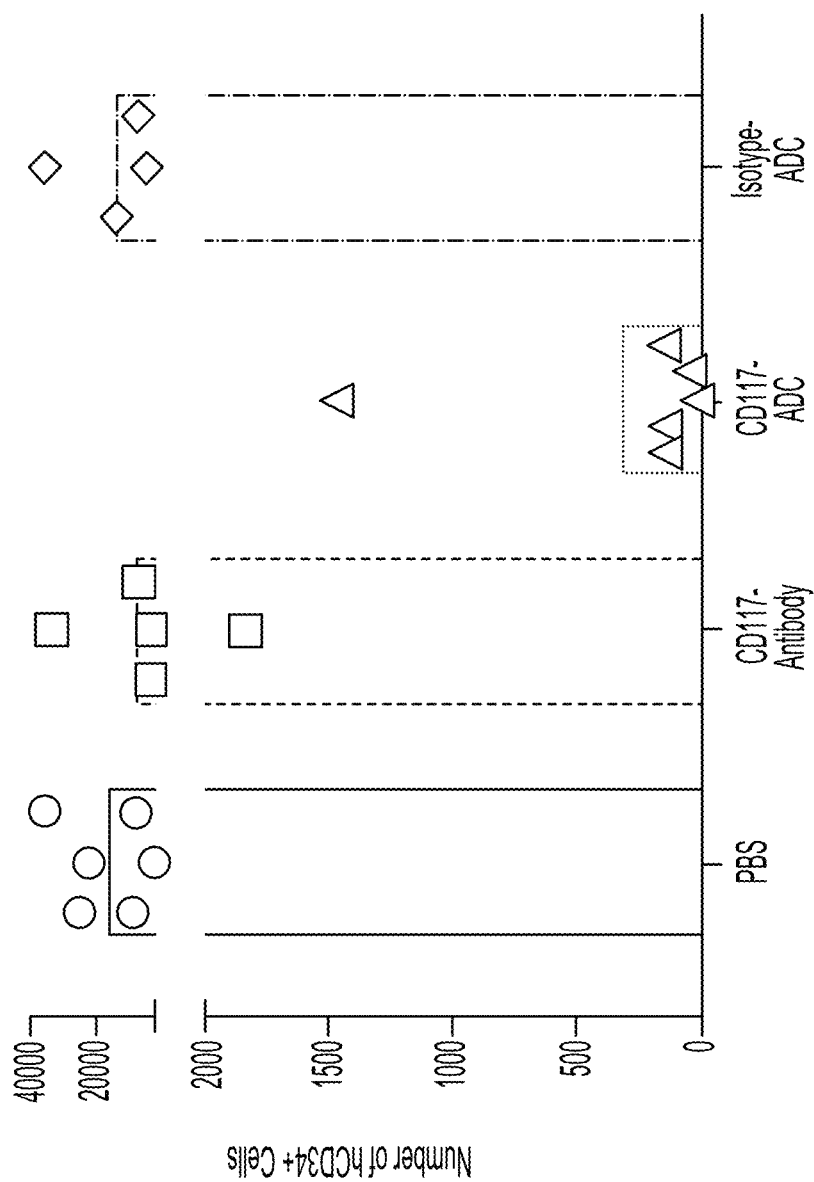 Number of hCD34+ Cells
40000
20000
2000
1500
1000
500
0
PBS
CD117-
Antibody
CD117-
ADC
Isotype-
ADC